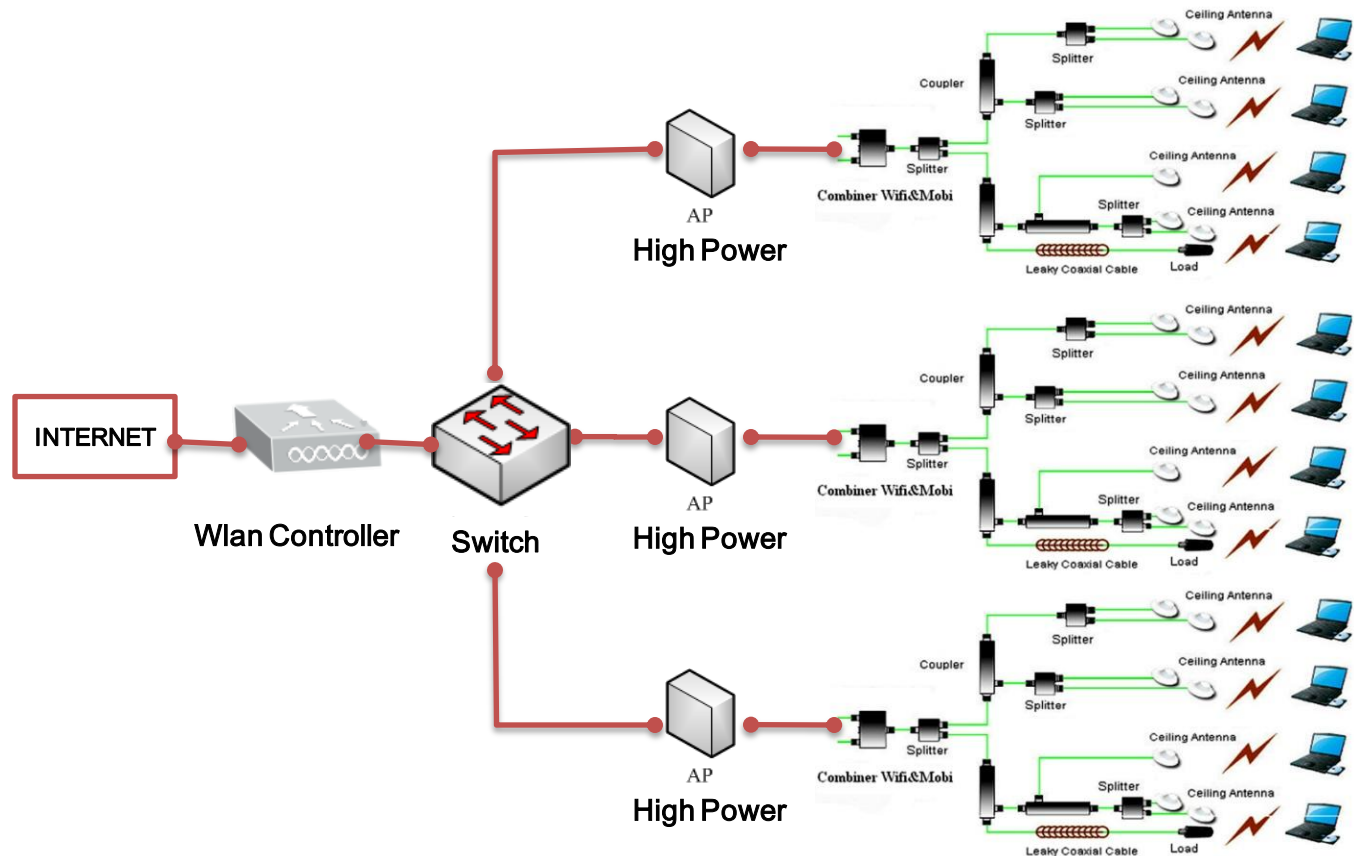 INTERNET
Wlan Controller
Switch
AP
High Power
Combiner Wifi&Mobi
Splitter
Coupler
Splitter
Ceiling Antenna
Splitter
Ceiling Antenna
Ceiling Antenna
Splitter
Ceiling Antenna
Leaky Coaxial Cable
Load
AP
High Power
Combiner Wifi&Mobi
Splitter
Coupler
Splitter
Ceiling Antenna
Splitter
Ceiling Antenna
Ceiling Antenna
Splitter
Ceiling Antenna
Leaky Coaxial Cable
Load
AP
High Power
Combiner Wifi&Mobi
Splitter
Coupler
Splitter
Ceiling Antenna
Splitter
Ceiling Antenna
Ceiling Antenna
Splitter
Ceiling Antenna
Leaky Coaxial Cable
Load